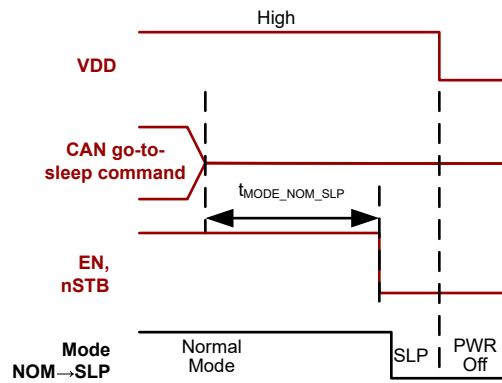 High
VDD
CAN go-to-
sleep command
tMODE_NOM_SLP
EN,
nSTB
Mode
NOM→SLP
Normal
Mode
SLP
PWR
Off